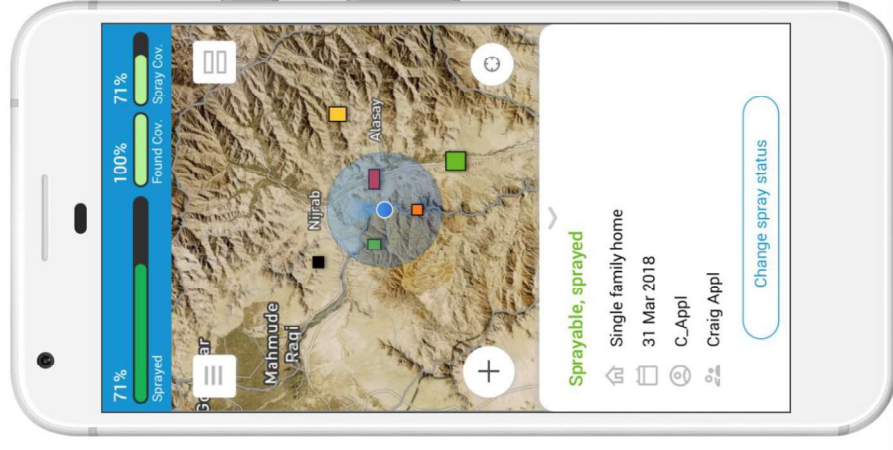 71%
Sprayed
100%
Found Cov.
71%
Spray Cov.
Nijrab
Alasay
Mahmude
Raqi
Sprayable, sprayed
Single family home
31 Mar 2018
C_Appl
Craig Appl
Change spray status